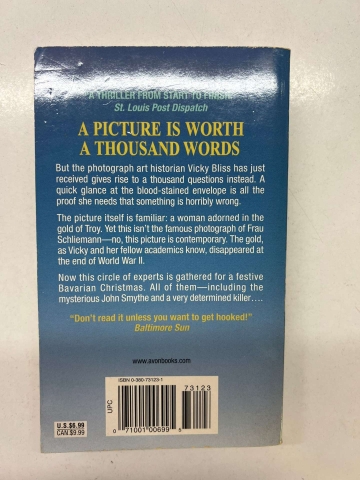 "A THRILLER FROM START TO FINISH."
St. Louis Post Dispatch
A PICTURE IS WORTH
A THOUSAND WORDS
But the photograph art historian Vicky Bliss has just
received gives rise to a thousand questions instead. A
quick glance at the blood-stained envelope is all the
proof she needs that something is horribly wrong.
The picture itself is familiar: a woman adorned in the
gold of Troy. Yet this isn't the famous photograph of Frau
Schliemann—no, this picture is contemporary. The gold,
as Vicky and her fellow academics know, disappeared at
the end of World War II.
Now this circle of experts is gathered for a festive
Bavarian Christmas. All of them—including the
mysterious John Smythe and a very determined killer....
"Don't read it unless you want to get hooked!"
Baltimore Sun
www.avonbooks.com
ISBN 0-380-73123-1
73123
UPC
0 71001 00699 5
U.S. $6.99
CAN $9.99